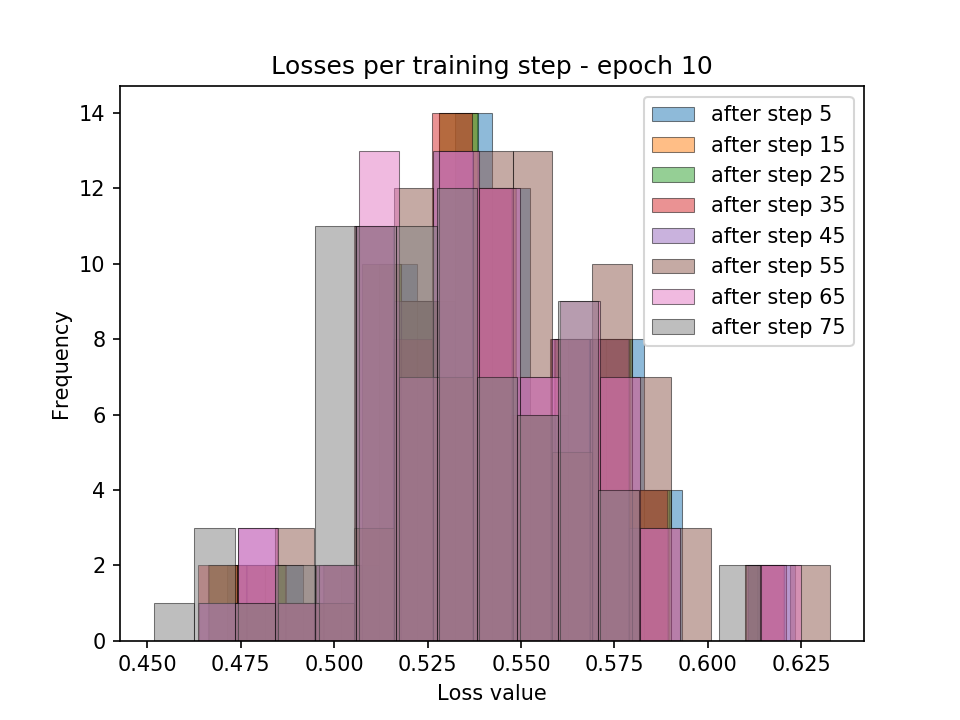 Losses per training step - epoch 10
14
12
10
8
6
4
2
0
Frequency
after step 5
after step 15
after step 25
after step 35
after step 45
after step 55
after step 65
after step 75
0.450 0.475 0.500 0.525 0.550 0.575 0.600 0.625
Loss value